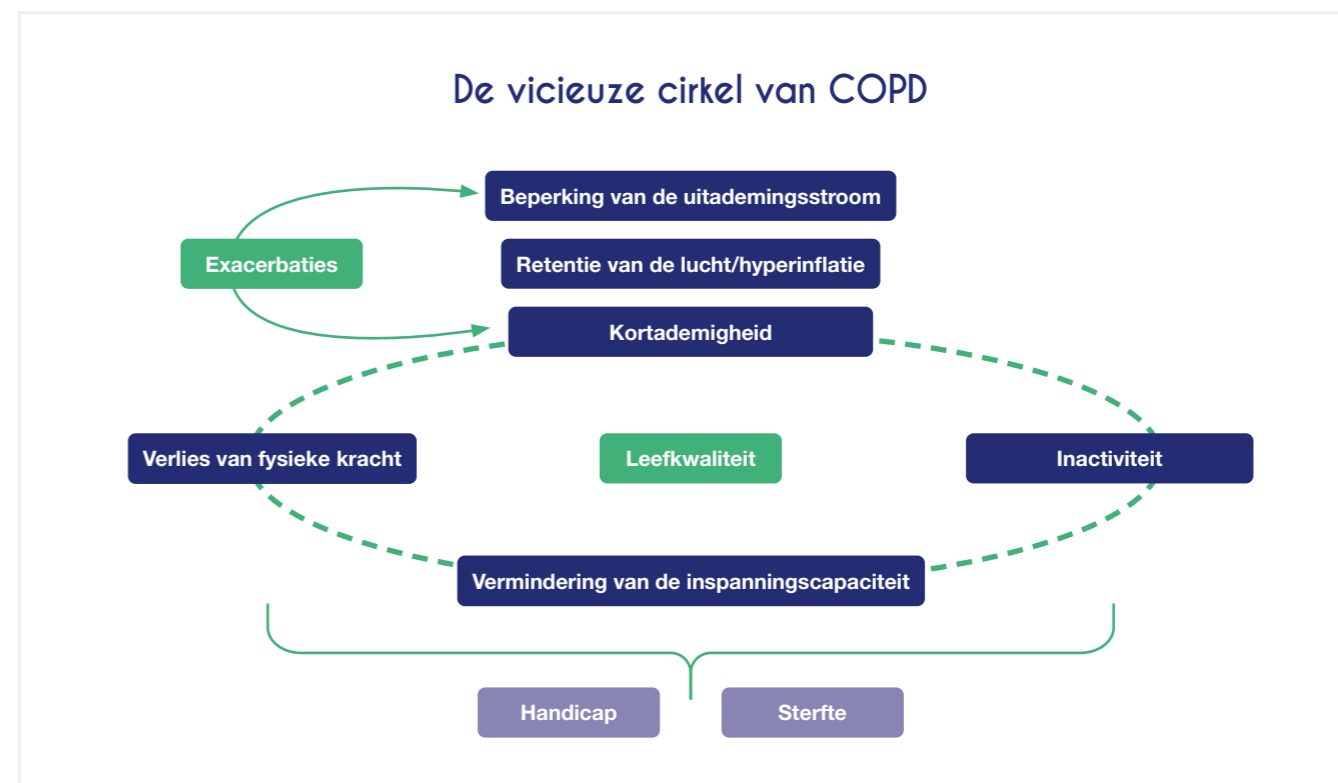 De vicieuze cirkel van COPD
Beperking van de uitademingsstroom
Exacerbaties
Retentie van de lucht/hyperinflatie
Kortademigheid
Verlies van fysieke kracht
Leefkwaliteit
Inactiviteit
Vermindering van de inspanningscapaciteit
Handicap
Sterfte